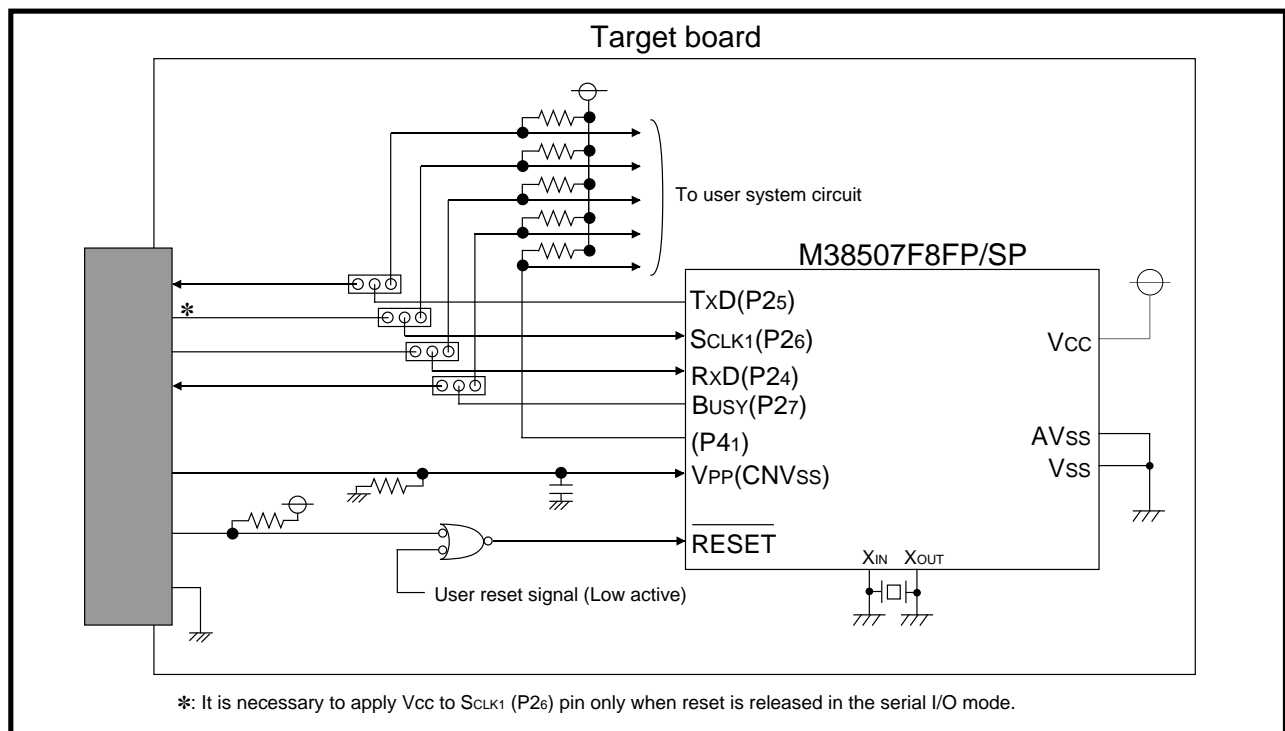 Target board
To user system circuit
M38507F8FP/SP
TxD(P25)
SCLK1(P26)
RxD(P24)
BUSY(P27)
(P41)
VPP(CNVSS)
RESET
VCC
AVSS
VSS
XIN XOUT
*
User reset signal (Low active)
*: It is necessary to apply Vcc to SCLK1 (P26) pin only when reset is released in the serial I/O mode.